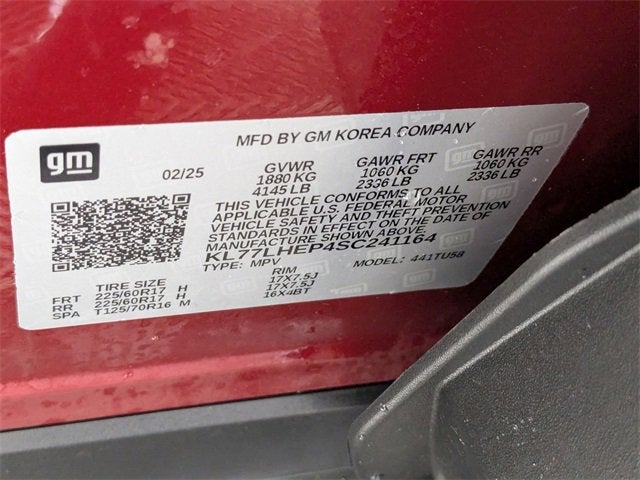 gm
MFD BY GM KOREA COMPANY
02/25 GVWR GAWR FRT GAWR RR
1880 KG 1060 KG 1060 KG
4145 LB 2336 LB 2336 LB
THIS VEHICLE CONFORMS TO ALL
APPLICABLE U.S. FEDERAL MOTOR
VEHICLE SAFETY AND THEFT PREVENTION
STANDARDS IN EFFECT ON THE DATE OF
MANUFACTURE SHOWN ABOVE.
KL77LHEP4SC241164
TYPE: MPV MODEL: 441TU58
TIRE SIZE RIM
FRT 225/60R17 H 17X7.5J
RR 225/60R17 H 17X7.5J
SPA T125/70R16 M 16X4BT